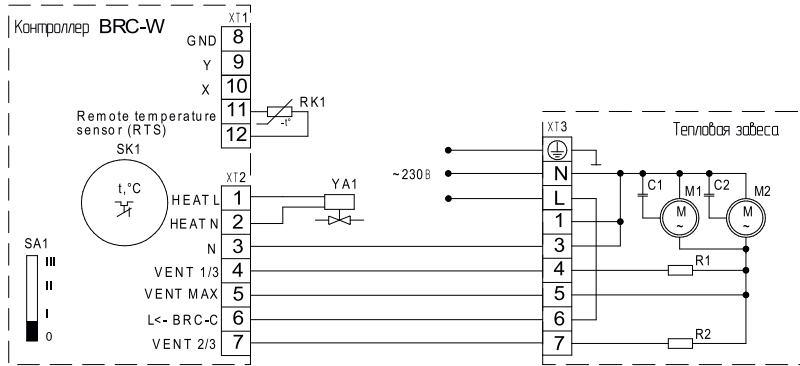 Контроллер BRC-W
XT1
GND 8
Y 9
X 10
11
12
RK1
-t°
Remote temperature
sensor (RTS)
SK1
t,°C
SA1
III
II
I
0
XT2
HEAT L 1
HEAT N 2
N 3
VENT 1/3 4
VENT MAX 5
L<- BRC-C 6
VENT 2/3 7
YA1
~230В
XT3
Тепловая завеса
N
L
1
3
4
5
6
7
C1
M1
M
~
C2
M2
M
~
R1
R2